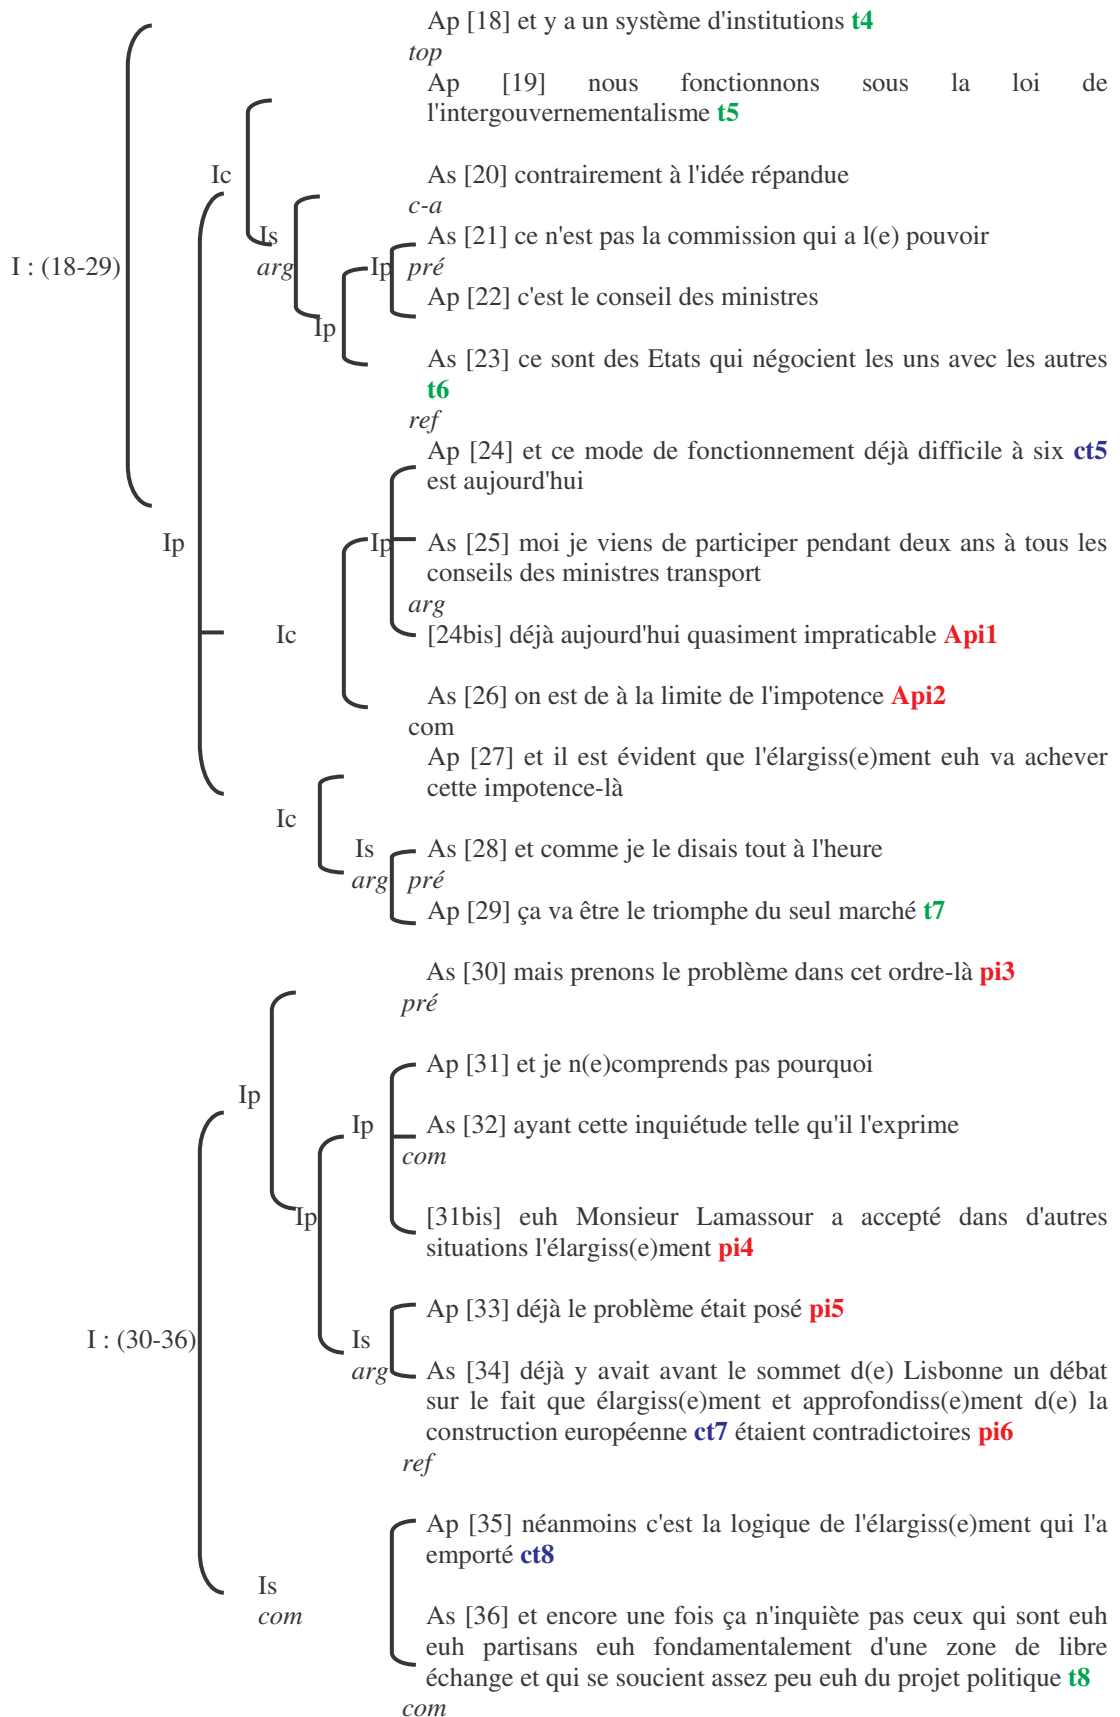 Ap [18] et y a un système d'institutions t4
top
Ap [19] nous fonctionnons sous la loi de
l'intergouvernementalisme t5
Ic
As [20] contrairement à l'idée répandue
c-a
Is
As [21] ce n'est pas la commission qui a l(e) pouvoir
I : (18-29)
arg
Ip
pré
Ap [22] c'est le conseil des ministres
Ip
As [23] ce sont des Etats qui négocient les uns avec les autres
t6
ref
Ap [24] et ce mode de fonctionnement déjà difficile à six ct5
est aujourd'hui
Ip
Ip
As [25] moi je viens de participer pendant deux ans à tous les
conseils des ministres transport
arg
Ic
[24bis] déjà aujourd'hui quasiment impraticable Api1
As [26] on est de à la limite de l'impotence Api2
com
Ap [27] et il est évident que l'élargiss(e)ment euh va achever
cette impotence-là
Ic
Is
As [28] et comme je le disais tout à l'heure
arg
pré
Ap [29] ça va être le triomphe du seul marché t7
As [30] mais prenons le problème dans cet ordre-là pi3
pré
Ap [31] et je n(e)comprends pas pourquoi
Ip
Ip
As [32] ayant cette inquiétude telle qu'il l'exprime
com
Ip
[31bis] euh Monsieur Lamassour a accepté dans d'autres
situations l'élargiss(e)ment pi4
Ap [33] déjà le problème était posé pi5
I : (30-36)
Is
arg
As [34] déjà y avait avant le sommet d(e) Lisbonne un débat
sur le fait que élargiss(e)ment et approfondiss(e)ment d(e) la
construction européenne ct7 étaient contradictoires pi6
ref
Ap [35] néanmoins c'est la logique de l'élargiss(e)ment qui l'a
emporté ct8
Is
com
As [36] et encore une fois ça n'inquiète pas ceux qui sont euh
euh partisans euh fondamentalement d'une zone de libre
échange et qui se soucient assez peu euh du projet politique t8
com